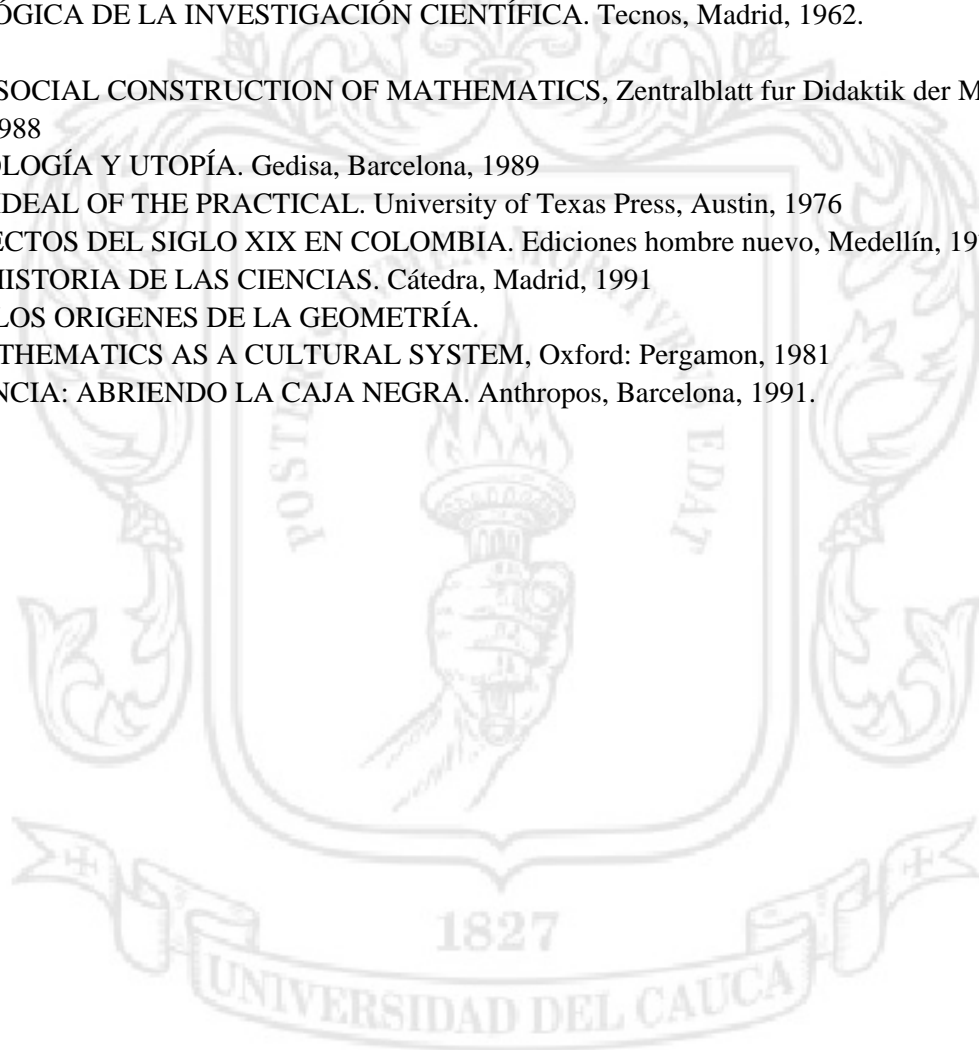 ÓGICA DE LA INVESTIGACIÓN CIENTÍFICA. Tecnos, Madrid, 1962.
SOCIAL CONSTRUCTION OF MATHEMATICS, Zentralblatt fur Didaktik der M
988
OLOGÍA Y UTOPÍA. Gedisa, Barcelona, 1989
DEAL OF THE PRACTICAL. University of Texas Press, Austin, 1976
ECTOS DEL SIGLO XIX EN COLOMBIA. Ediciones hombre nuevo, Medellín, 19
HISTORIA DE LAS CIENCIAS. Cátedra, Madrid, 1991
LOS ORIGENES DE LA GEOMETRÍA.
THEMATICS AS A CULTURAL SYSTEM, Oxford: Pergamon, 1981
NCIA: ABRIENDO LA CAJA NEGRA. Anthropos, Barcelona, 1991.
1827
UNIVERSIDAD DEL CAUCA